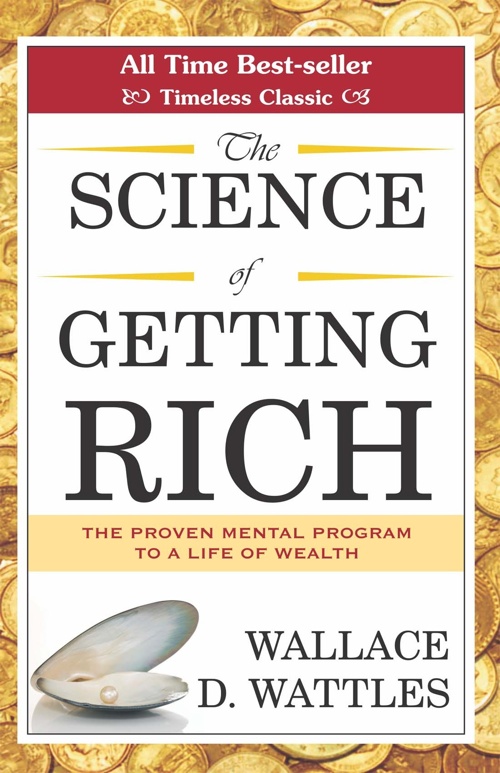 All Time Best-seller
Timeless Classic
The
SCIENCE
of
GETTING
RICH
THE PROVEN MENTAL PROGRAM
TO A LIFE OF WEALTH
WALLACE
D. WATTLES